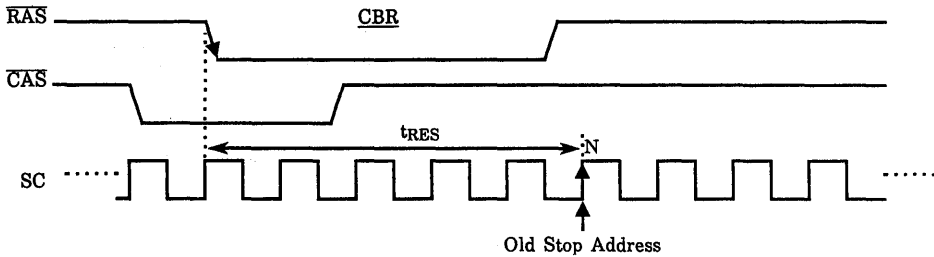 RAS
CBR
CAS
tRES
N
SC
Old Stop Address